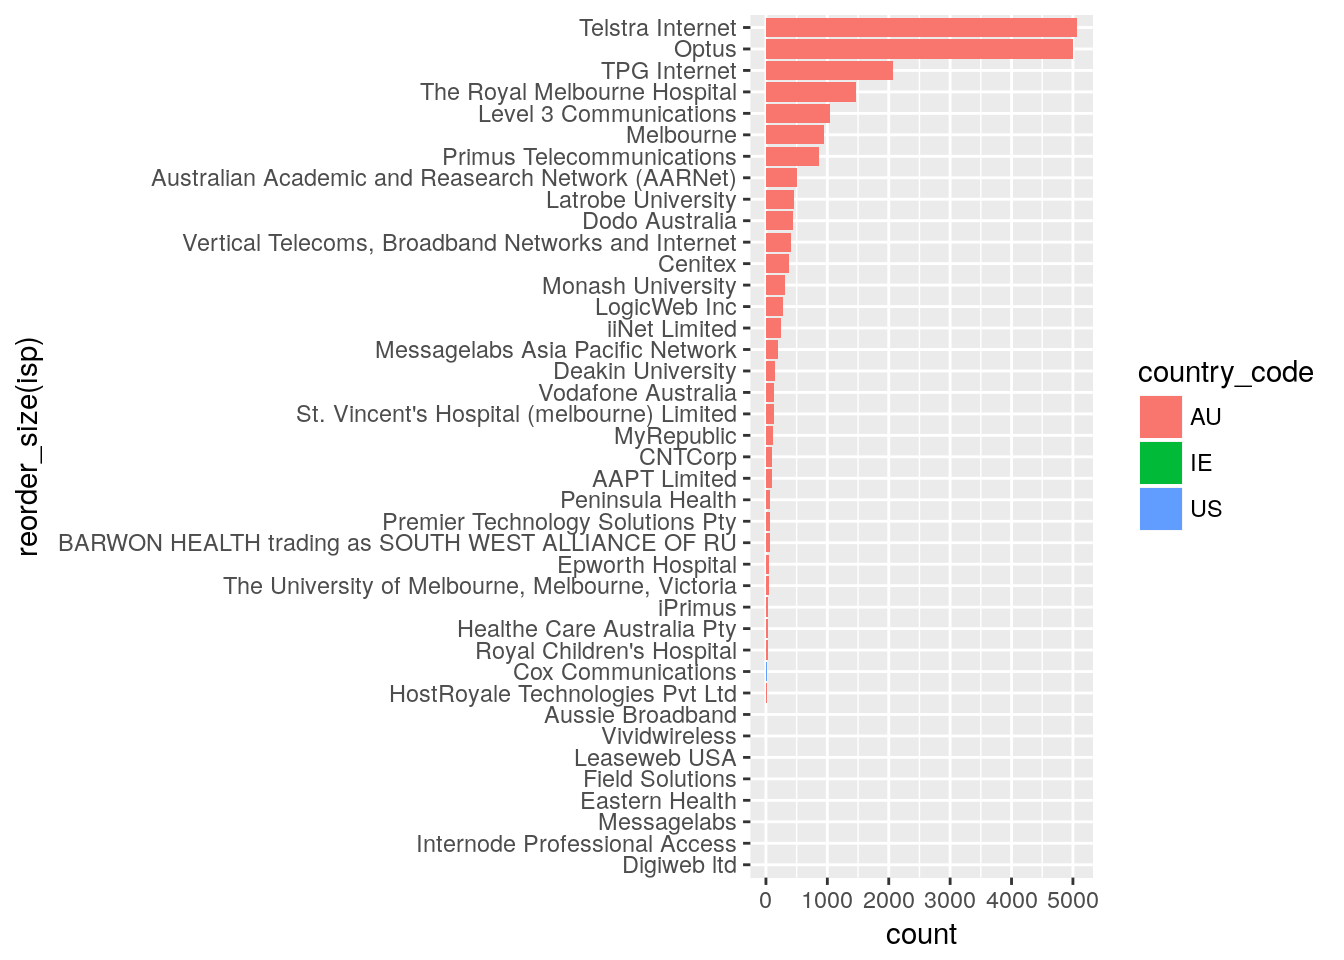 Telstra Internet
Optus
TPG Internet
The Royal Melbourne Hospital
Level 3 Communications
Melbourne
Primus Telecommunications
Australian Academic and Reasearch Network (AARNet)
Latrobe University
Dodo Australia
Vertical Telecoms, Broadband Networks and Internet
Cenitex
Monash University
LogicWeb Inc
iiNet Limited
Messagelabs Asia Pacific Network
Deakin University
Vodafone Australia
St. Vincent's Hospital (melbourne) Limited
MyRepublic
CNTCorp
AAPT Limited
Peninsula Health
Premier Technology Solutions Pty
BARWON HEALTH trading as SOUTH WEST ALLIANCE OF RU
Epworth Hospital
The University of Melbourne, Melbourne, Victoria
iPrimus
Healthe Care Australia Pty
Royal Children's Hospital
Cox Communications
HostRoyale Technologies Pvt Ltd
Aussie Broadband
Vividwireless
Leaseweb USA
Field Solutions
Eastern Health
Messagelabs
Internode Professional Access
Digiweb ltd
reorder_size(isp)
0 1000 2000 3000 4000 5000
count
country_code
AU
IE
US